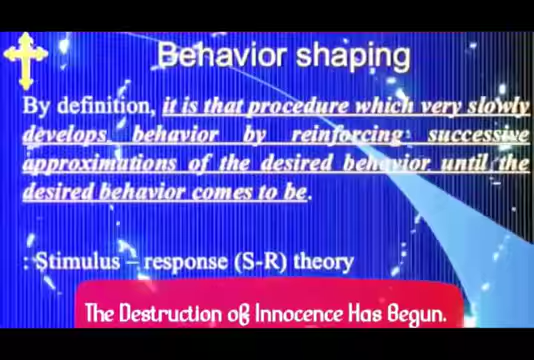 Behavior shaping
By definition, it is that procedure which very slowly
develops behavior by reinforcing successive
approximations of the desired behavior until the
desired behavior comes to be.
: Stimulus – response (S-R) theory
The Destruction of Innocence Has Begun.